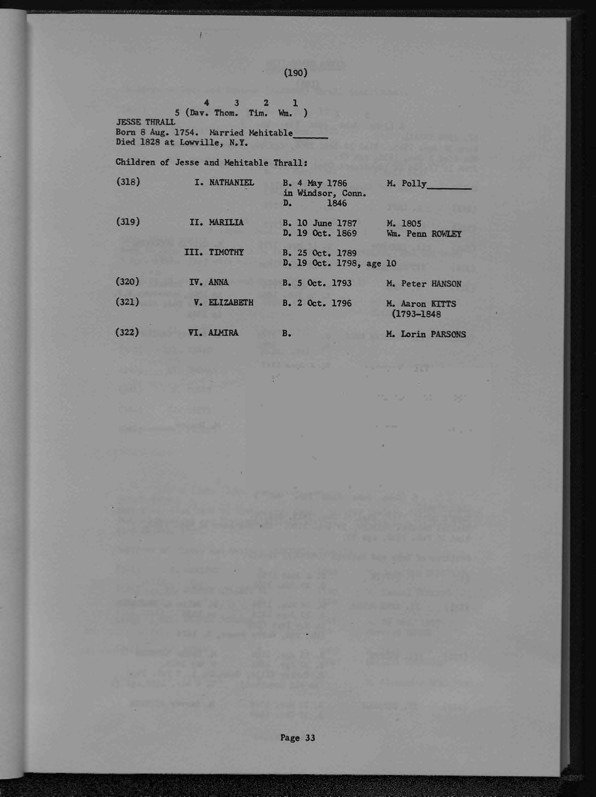 (190)
4 3 2 1
5 (Dav. Thom. Tim. Wm. )
JESSE THRALL
Born 8 Aug. 1754. Married Mehitable______
Died 1828 at Lowville, N.Y.
Children of Jesse and Mehitable Thrall:
(318) I. NATHANIEL B. 4 May 1786 M. Polly________
in Windsor, Conn.
D. 1846
(319) II. MARILIA B. 10 June 1787 M. 1805
D. 19 Oct. 1869 Wm. Penn ROWLEY
III. TIMOTHY B. 25 Oct. 1789
D. 19 Oct. 1798, age 10
(320) IV. ANNA B. 5 Oct. 1793 M. Peter HANSON
(321) V. ELIZABETH B. 2 Oct. 1796 M. Aaron KITTS
(1793-1848
(322) VI. ALMIRA B. M. Lorin PARSONS
Page 33